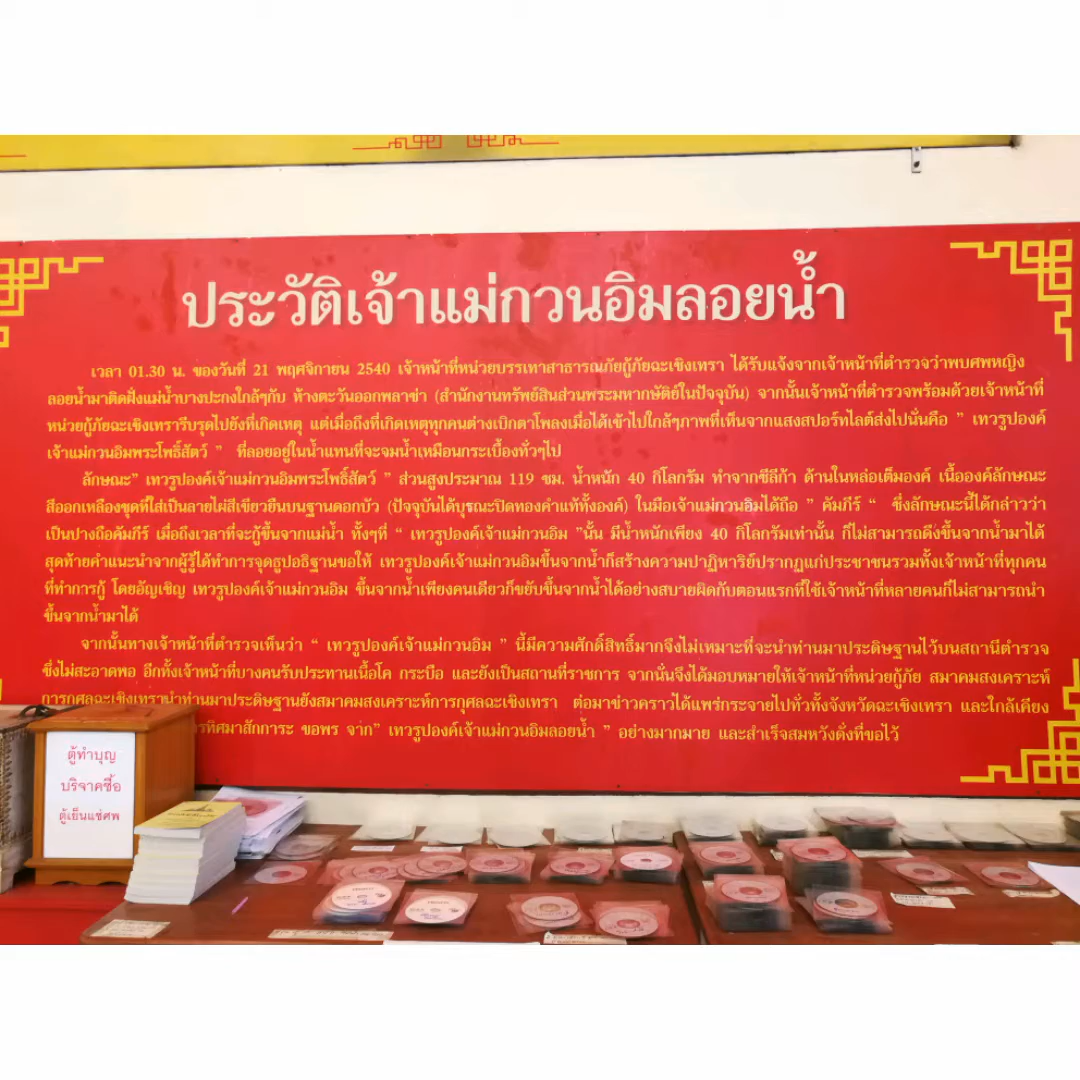 ประวัติเจ้าแม่กวนอิมลอยน้ำ
เวลา 01.30 น. ของวันที่ 21 พฤศจิกายน 2540 เจ้าหน้าที่หน่วยบรรเทาสาธารณภัยกู้ภัยฉะเชิงเทรา ได้รับแจ้งจากเจ้าหน้าที่ตำรวจว่าพบศพหญิง
ลอยน้ำมาติดฝั่งแม่น้ำบางปะกงใกล้ๆกับ ห้างตะวันออกพลาซ่า (สำนักงานทรัพย์สินส่วนพระมหากษัติย์ในปัจจุบัน) จากนั้นเจ้าหน้าที่ตำรวจพร้อมด้วยเจ้าหน้าที่
หน่วยกู้ภัยฉะเชิงเทรารีบรุดไปยังที่เกิดเหตุ แต่เมื่อถึงที่เกิดเหตุทุกคนต่างเบิกตาโพลงเมื่อได้เข้าไปใกล้ๆภาพที่เห็นจากแสงสปอร์ทไลต์ส่งไปนั่นคือ ” เทวรูปองค์
เจ้าแม่กวนอิมพระโพธิ์สัตว์ ” ที่ลอยอยู่ในน้ำแทนที่จะจมน้ำเหมือนกระเบื้องทั่วๆไป
ลักษณะ” เทวรูปองค์เจ้าแม่กวนอิมพระโพธิ์สัตว์ ” ส่วนสูงประมาณ 119 ซม. น้ำหนัก 40 กิโลกรัม ทำจากซีลีก้า ด้านในหล่อเต็มองค์ เนื้อองค์ลักษณะ
สีออกเหลืองชุดที่ใส่เป็นลายไผ่สีเขียวยืนบนฐานดอกบัว (ปัจจุบันได้บูรณะปิดทองคำแท้ทั้งองค์) ในมือเจ้าแม่กวนอิมได้ถือ ” คัมภีร์ “ ซึ่งลักษณะนี้ได้กล่าวว่า
เป็นปางถือคัมภีร์ เมื่อถึงเวลาที่จะกู้ขึ้นจากแม่น้ำ ทั้งๆที่ “ เทวรูปองค์เจ้าแม่กวนอิม ”นั้น มีน้ำหนักเพียง 40 กิโลกรัมเท่านั้น ก็ไม่สามารถดึงขึ้นจากน้ำมาได้
สุดท้ายคำแนะนำจากผู้รู้ได้ทำการจุดธูปอธิฐานขอให้ เทวรูปองค์เจ้าแม่กวนอิมขึ้นจากน้ำก็สร้างความปาฏิหาริย์ปรากฏแก่ประชาชนรวมทั้งเจ้าหน้าที่ทุกคน
ที่ทำการกู้ โดยอัญเชิญ เทวรูปองค์เจ้าแม่กวนอิม ขึ้นจากน้ำเพียงคนเดียวก็ขยับขึ้นจากน้ำได้อย่างสบายผิดกับตอนแรกที่ใช้เจ้าหน้าที่หลายคนก็ไม่สามารถนำ
ขึ้นจากน้ำมาได้
จากนั้นทางเจ้าหน้าที่ตำรวจเห็นว่า “ เทวรูปองค์เจ้าแม่กวนอิม ” นี้มีความศักดิ์สิทธิ์มากจึงไม่เหมาะที่จะนำท่านมาประดิษฐานไว้บนสถานีตำรวจ
ซึ่งไม่สะอาดพอ อีกทั้งเจ้าหน้าที่บางคนรับประทานเนื้อโค กระบือ และยังเป็นสถานที่ราชการ จากนั่นจึงได้มอบหมายให้เจ้าหน้าที่หน่วยกู้ภัย สมาคมสงเคราะห์
การกุศลฉะเชิงเทรานำท่านมาประดิษฐานยังสมาคมสงเคราะห์การกุศลฉะเชิงเทรา ต่อมาข่าวคราวได้แพร่กระจายไปทั่วทั้งจังหวัดฉะเชิงเทรา และใกล้เคียง
รทิศมาสักการะ ขอพร จาก” เทวรูปองค์เจ้าแม่กวนอิมลอยน้ำ ” อย่างมากมาย และสำเร็จสมหวังดั่งที่ขอไว้
ตู้ทำบุญ
บริจาคซื้อ
ตู้เย็นแช่ศพ